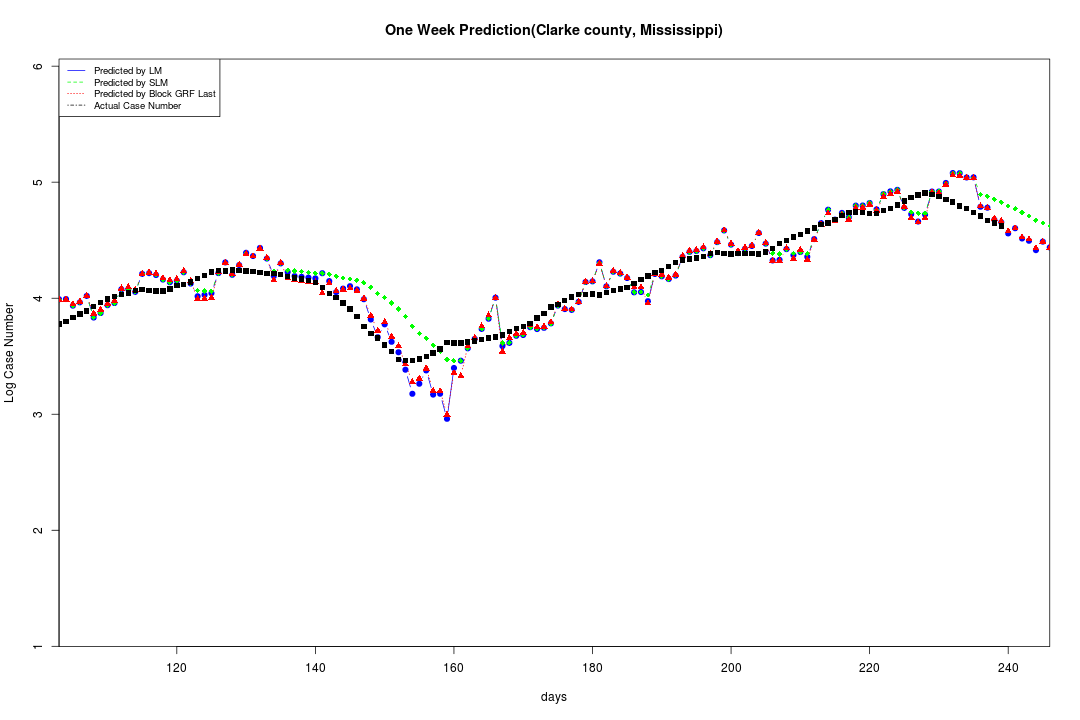 One Week Prediction(Clarke county, Mississippi)
Predicted by LM
Predicted by SLM
Predicted by Block GRF Last
Actual Case Number
6
5
4
3
2
1
Log Case Number
120 140 160 180 200 220 240
days